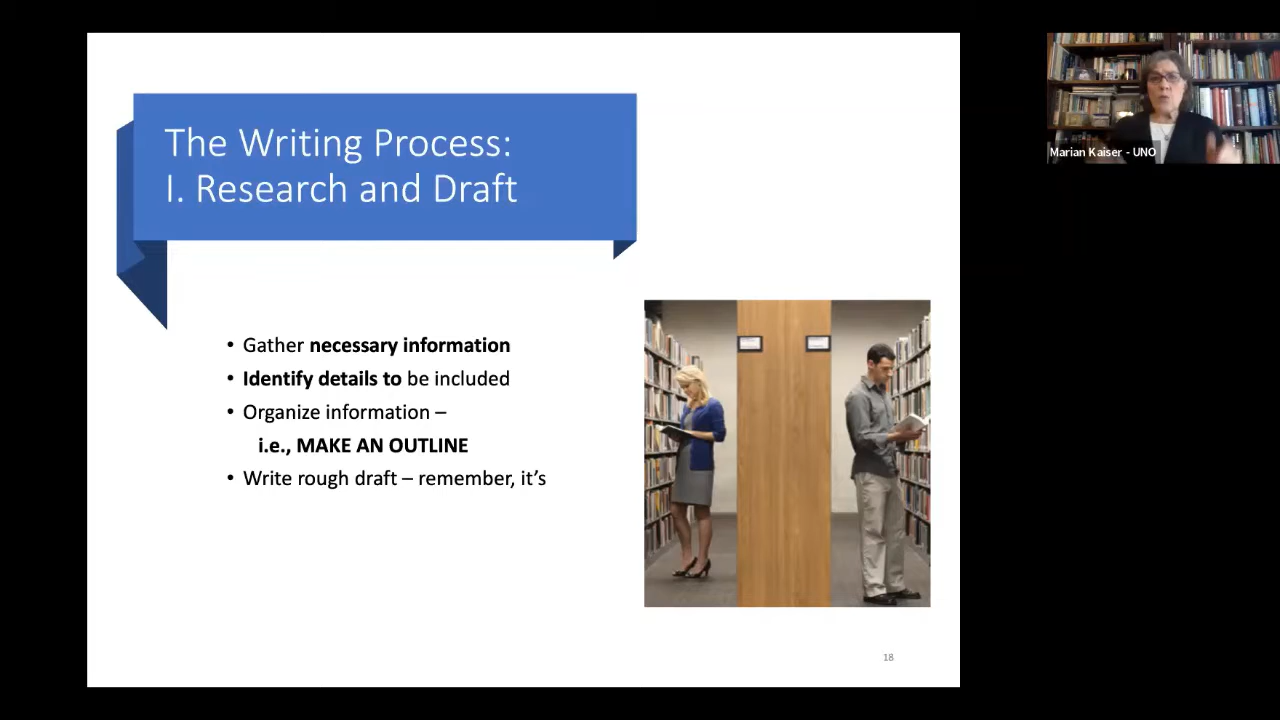 The Writing Process:
I. Research and Draft
• Gather necessary information
• Identify details to be included
• Organize information –
i.e., MAKE AN OUTLINE
• Write rough draft – remember, it’s
18
Marian Kaiser - UNO